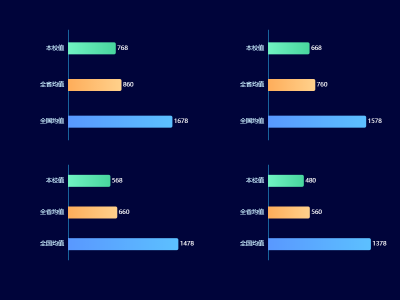 本校值 768
全省均值 860
全国均值 1678
本校值 668
全省均值 760
全国均值 1578
本校值 568
全省均值 660
全国均值 1478
本校值 480
全省均值 560
全国均值 1378